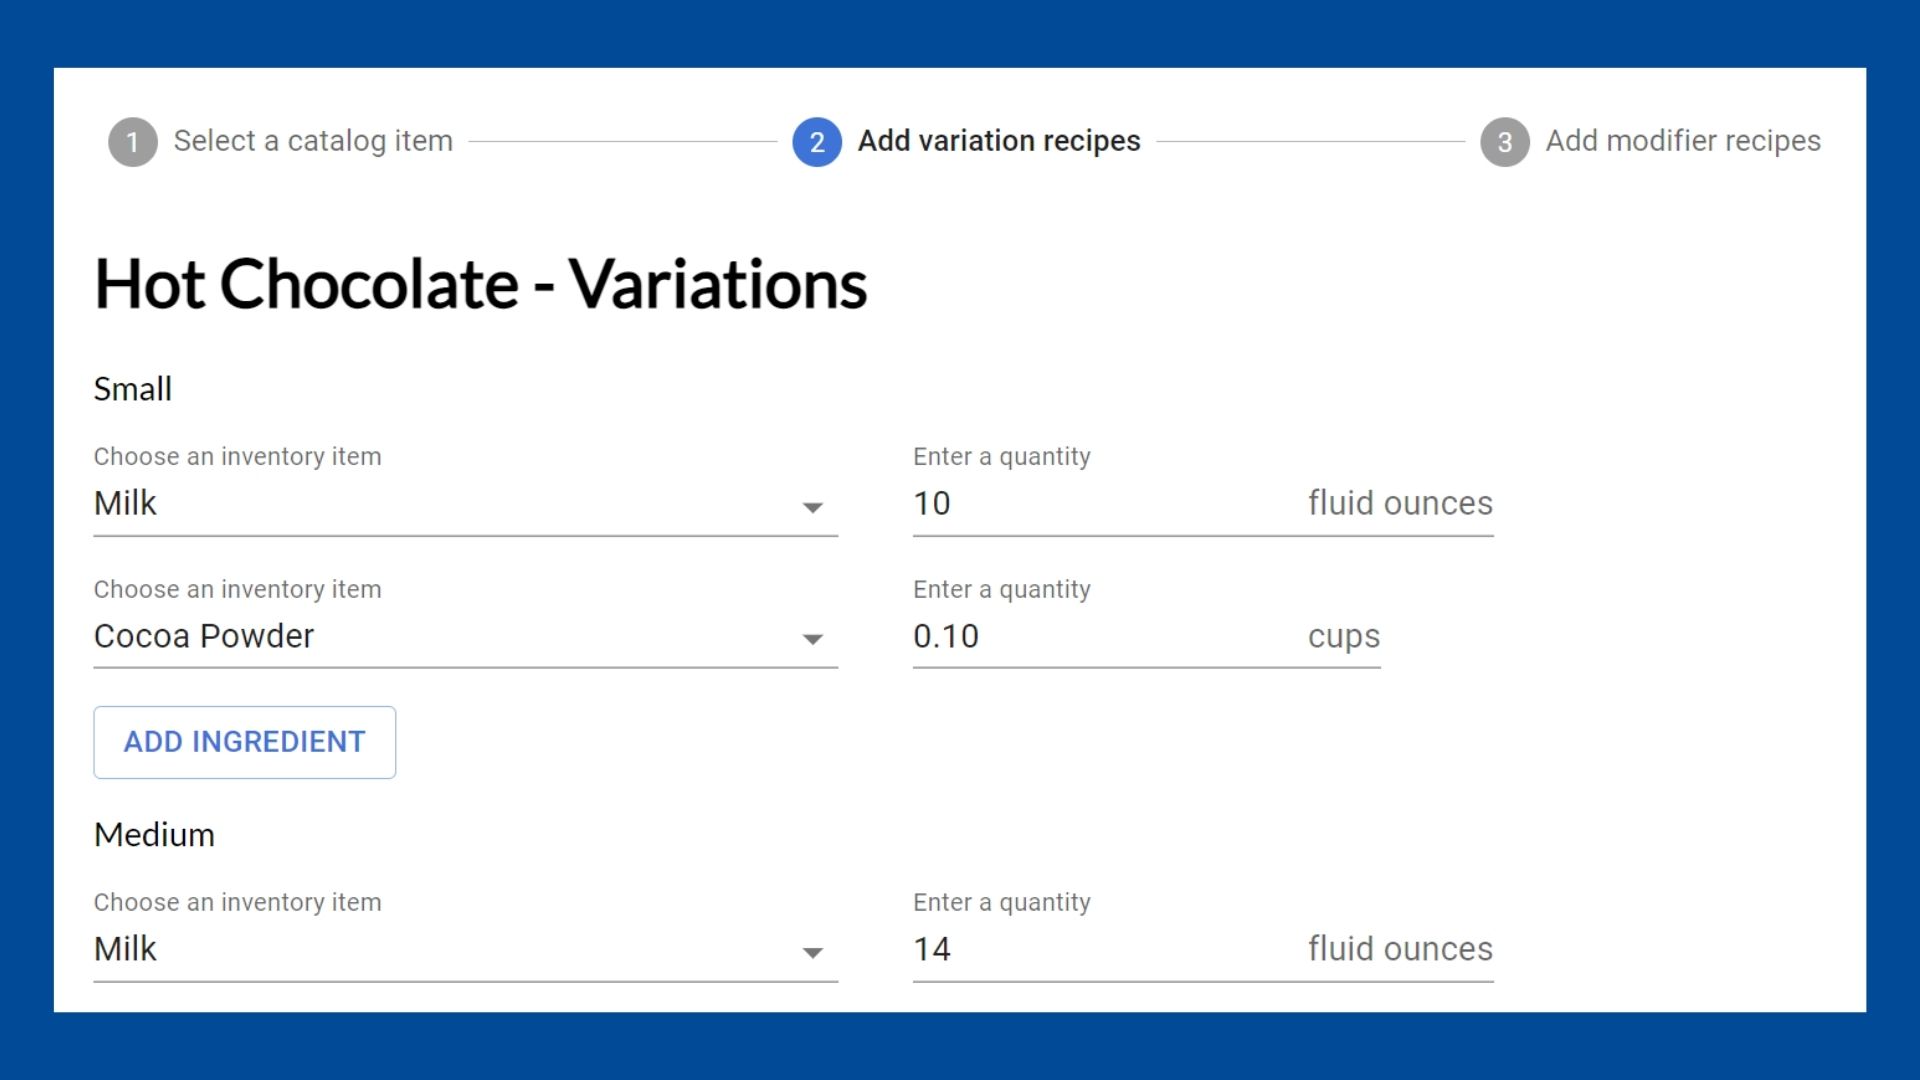 1 Select a catalog item 2 Add variation recipes 3 Add modifier recipes
Hot Chocolate - Variations
Small
Choose an inventory item Enter a quantity
Milk 10 fluid ounces
Choose an inventory item Enter a quantity
Cocoa Powder 0.10 cups
ADD INGREDIENT
Medium
Choose an inventory item Enter a quantity
Milk 14 fluid ounces